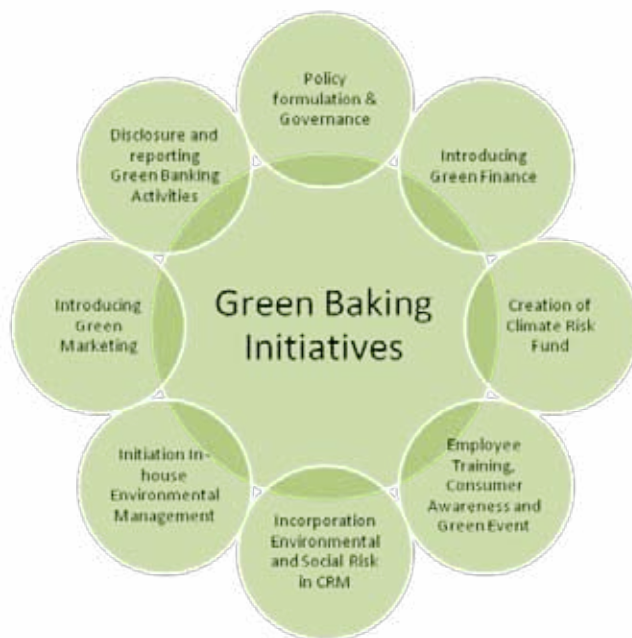 Policy
formulation &
Governance
Introducing
Green Finance
Creation of
Climate Risk
Fund
Employee
Training,
Consumer
Awareness and
Green Event
Incorporation
Environmental
and Social Risk
in CRM
Initiation In-
house
Environmental
Management
Introducing
Green
Marketing
Disclosure and
reporting
Green Banking
Activities
Green Baking
Initiatives